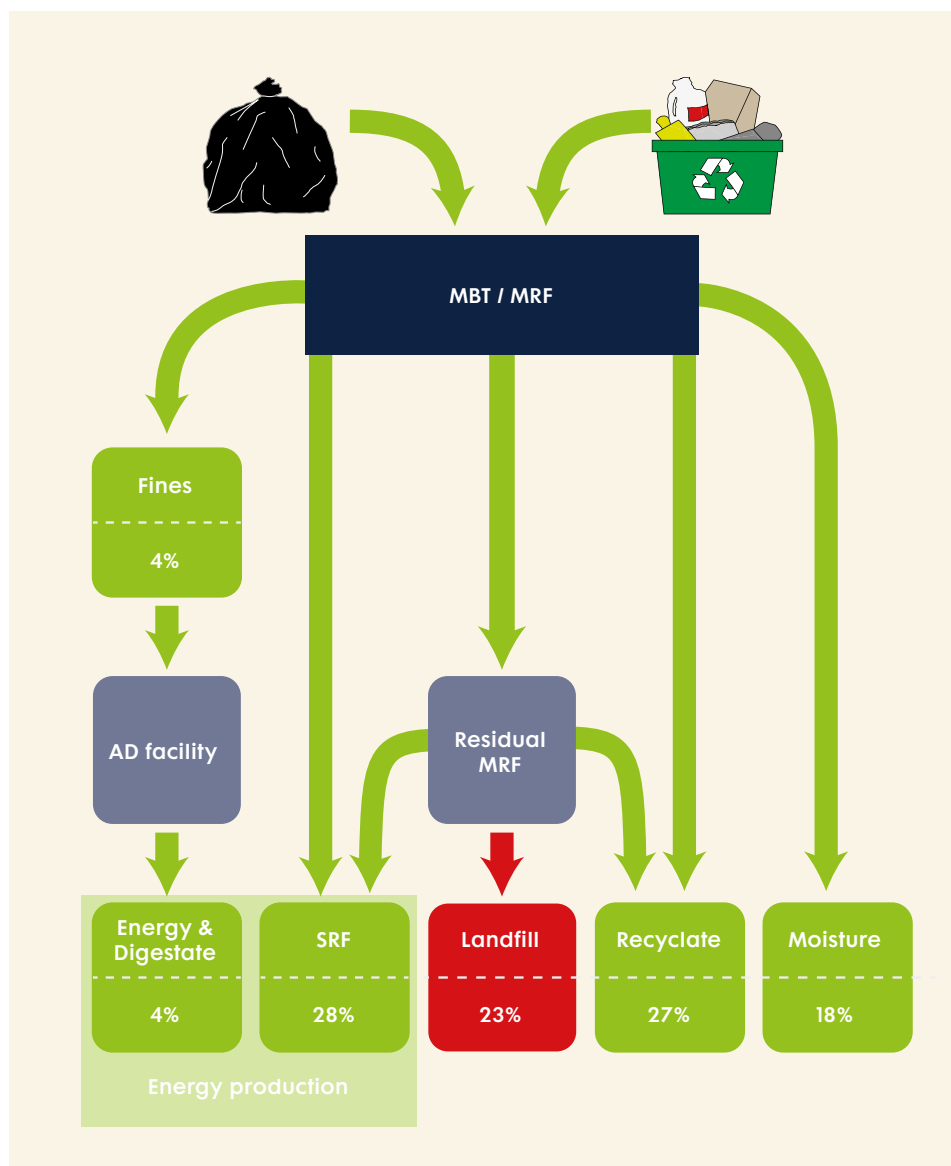 MBT / MRF
Fines
4%
AD facility
Residual
MRF
Energy &
Digestate
4%
SRF
28%
Landfill
23%
Recyclate
27%
Moisture
18%
Energy production